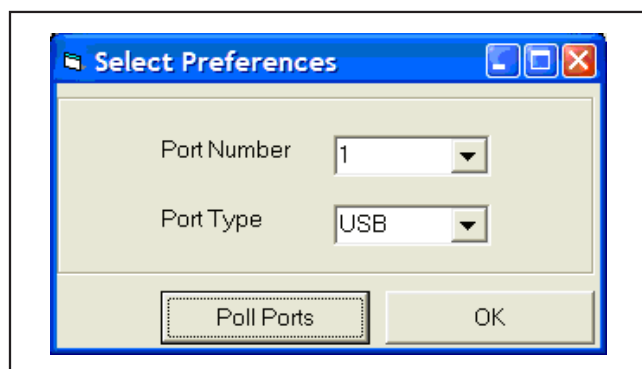 Select Preferences
Port Number 1
Port Type USB
Poll Ports OK